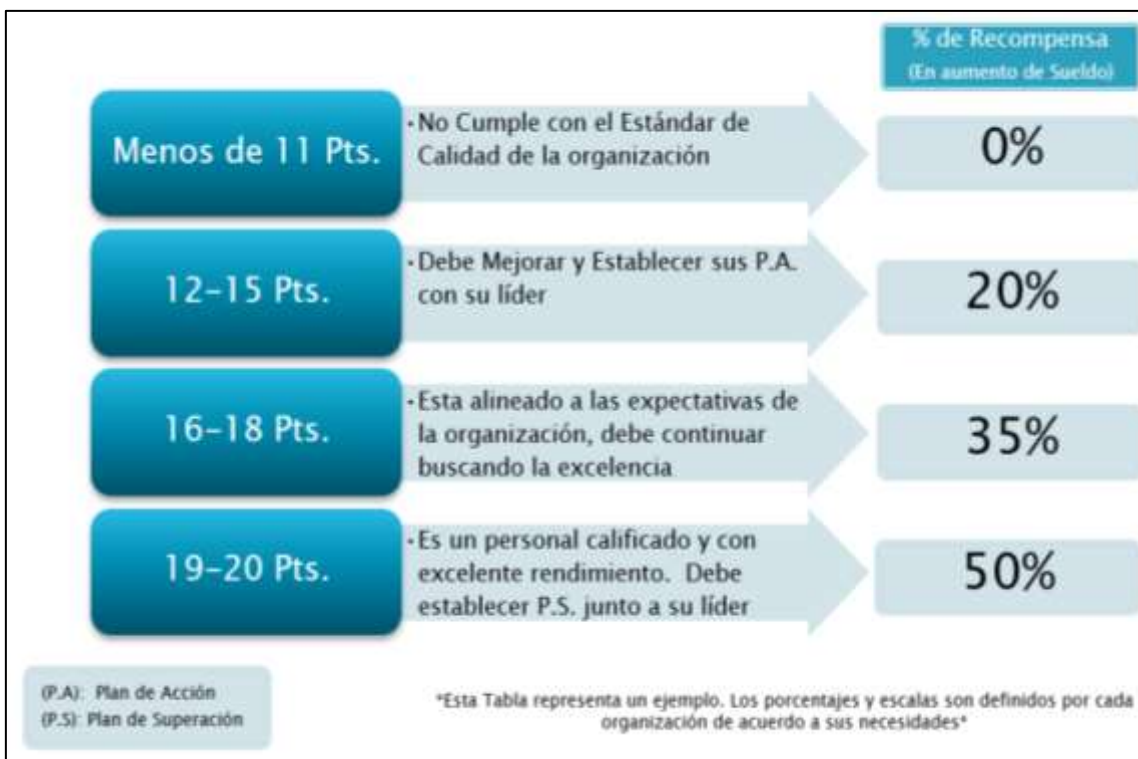 % de Recompensa
(En aumento de Sueldo)
Menos de 11 Pts.
·No Cumple con el Estándar de
Calidad de la organización
0%
12–15 Pts.
·Debe Mejorar y Establecer sus P.A.
con su líder
20%
16–18 Pts.
·Esta alineado a las expectativas de
la organización, debe continuar
buscando la excelencia
35%
19–20 Pts.
·Es un personal calificado y con
excelente rendimiento. Debe
establecer P.S. junto a su líder
50%
(P.A): Plan de Acción
(P.S): Plan de Superación
*Esta Tabla representa un ejemplo. Los porcentajes y escalas son definidos por cada
organización de acuerdo a sus necesidades*